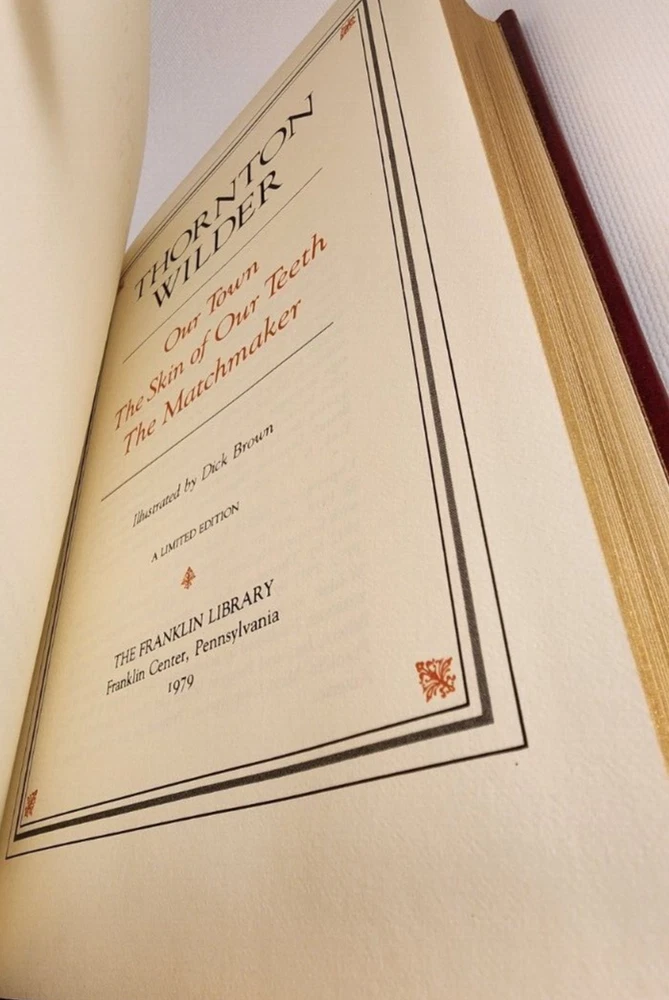 THORNTON
WILDER
Our Town
The Skin of Our Teeth
The Matchmaker
Illustrated by Dick Brown
A LIMITED EDITION
THE FRANKLIN LIBRARY
Franklin Center, Pennsylvania
1979